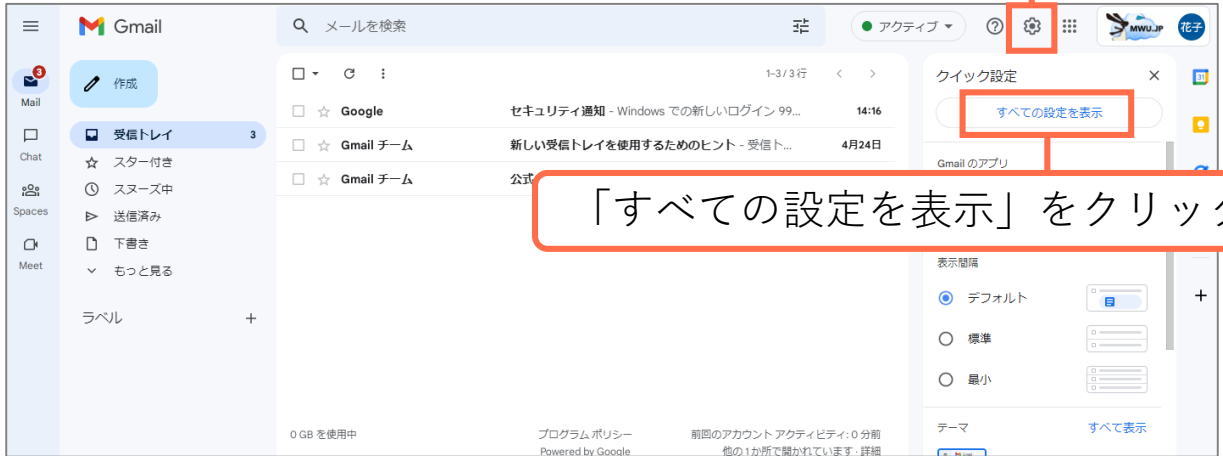 Gmail
メールを検索
アクティブ
MWU.JP
花子
3
Mail
Chat
Spaces
Meet
作成
受信トレイ 3
スター付き
スヌーズ中
送信済み
下書き
もっと見る
ラベル +
1–3 / 3 行
Google セキュリティ通知 - Windows での新しいログイン 99... 14:16
Gmail チーム 新しい受信トレイを使用するためのヒント - 受信ト... 4月24日
Gmail チーム 公式
「すべての設定を表示」をクリック
0 GB を使用中
プログラム ポリシー
Powered by Google
前回のアカウント アクティビティ: 0 分前
他の 1 か所で開かれています · 詳細
クイック設定
すべての設定を表示
Gmail のアプリ
表示間隔
デフォルト
標準
最小
テーマ すべて表示
31
+